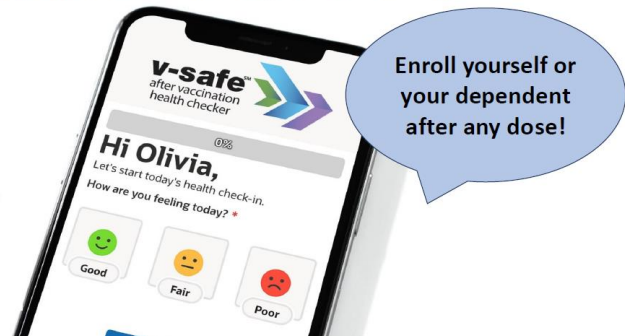 v-safe℠
after vaccination
health checker
0%
Hi Olivia,
Let's start today's health check-in.
How are you feeling today? *
Good
Fair
Poor
Enroll yourself or
your dependent
after any dose!